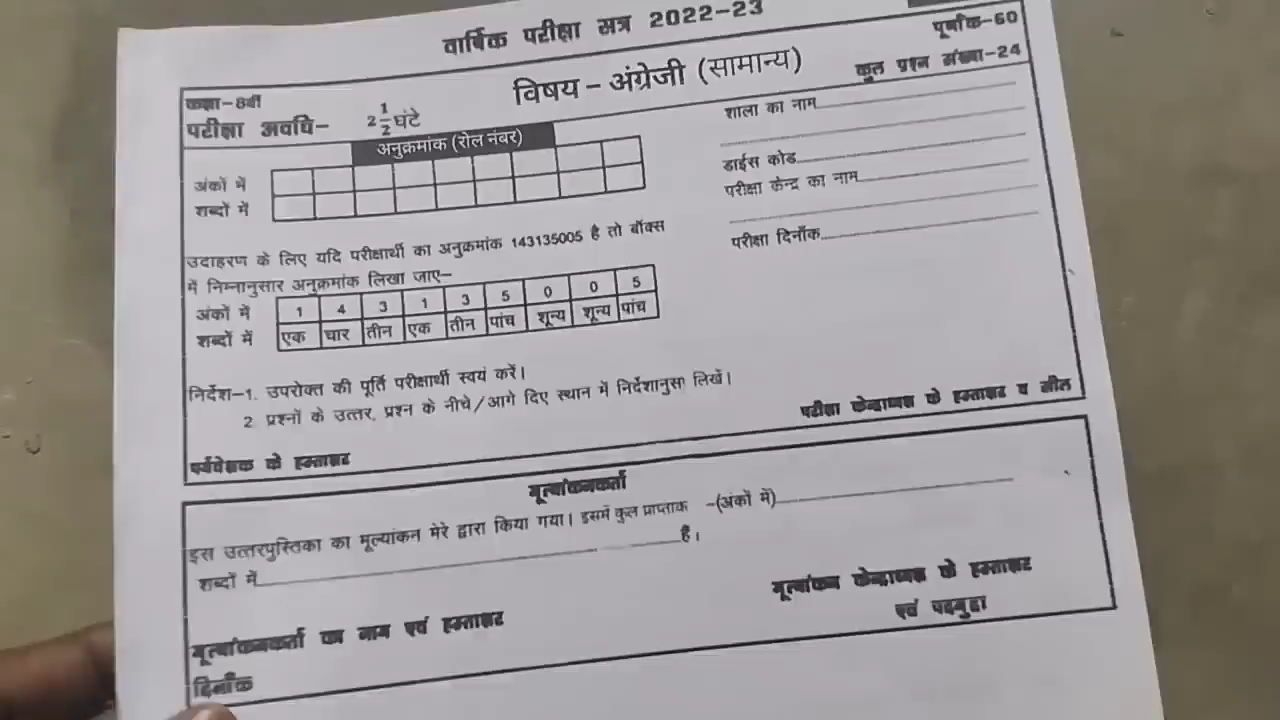 वार्षिक परीक्षा सत्र 2022-23
पूर्णांक-60
कक्षा-8वीं
विषय – अंग्रेजी (सामान्य)
कुल प्रश्न संख्या-24
परीक्षा अवधि- 2 1/2 घंटे
शाला का नाम
अनुक्रमांक (रोल नंबर)
अंकों में
शब्दों में
डाईस कोड
परीक्षा केन्द्र का नाम
परीक्षा दिनाँक
उदाहरण के लिए यदि परीक्षार्थी का अनुक्रमांक 143135005 है तो बॉक्स
में निम्नानुसार अनुक्रमांक लिखा जाए–
अंकों में 1 4 3 1 3 5 0 0 5
शब्दों में एक चार तीन एक तीन पांच शून्य शून्य पांच
निर्देश–1. उपरोक्त की पूर्ति परीक्षार्थी स्वयं करें।
2. प्रश्नों के उत्तर, प्रश्न के नीचे/आगे दिए स्थान में निर्देशानुसा लिखें।
परीक्षा केन्द्राध्यक्ष के हस्ताक्षर व सील
पर्यवेक्षक के हस्ताक्षर
मूल्यांकनकर्ता
इस उत्तरपुस्तिका का मूल्यांकन मेरे द्वारा किया गया। इसमें कुल प्राप्ताक –(अंकों में)
शब्दों में है।
मूल्यांकन केन्द्राध्यक्ष के हस्ताक्षर
एवं पदमुद्रा
मूल्यांकनकर्ता का नाम एवं हस्ताक्षर
दिनाँक